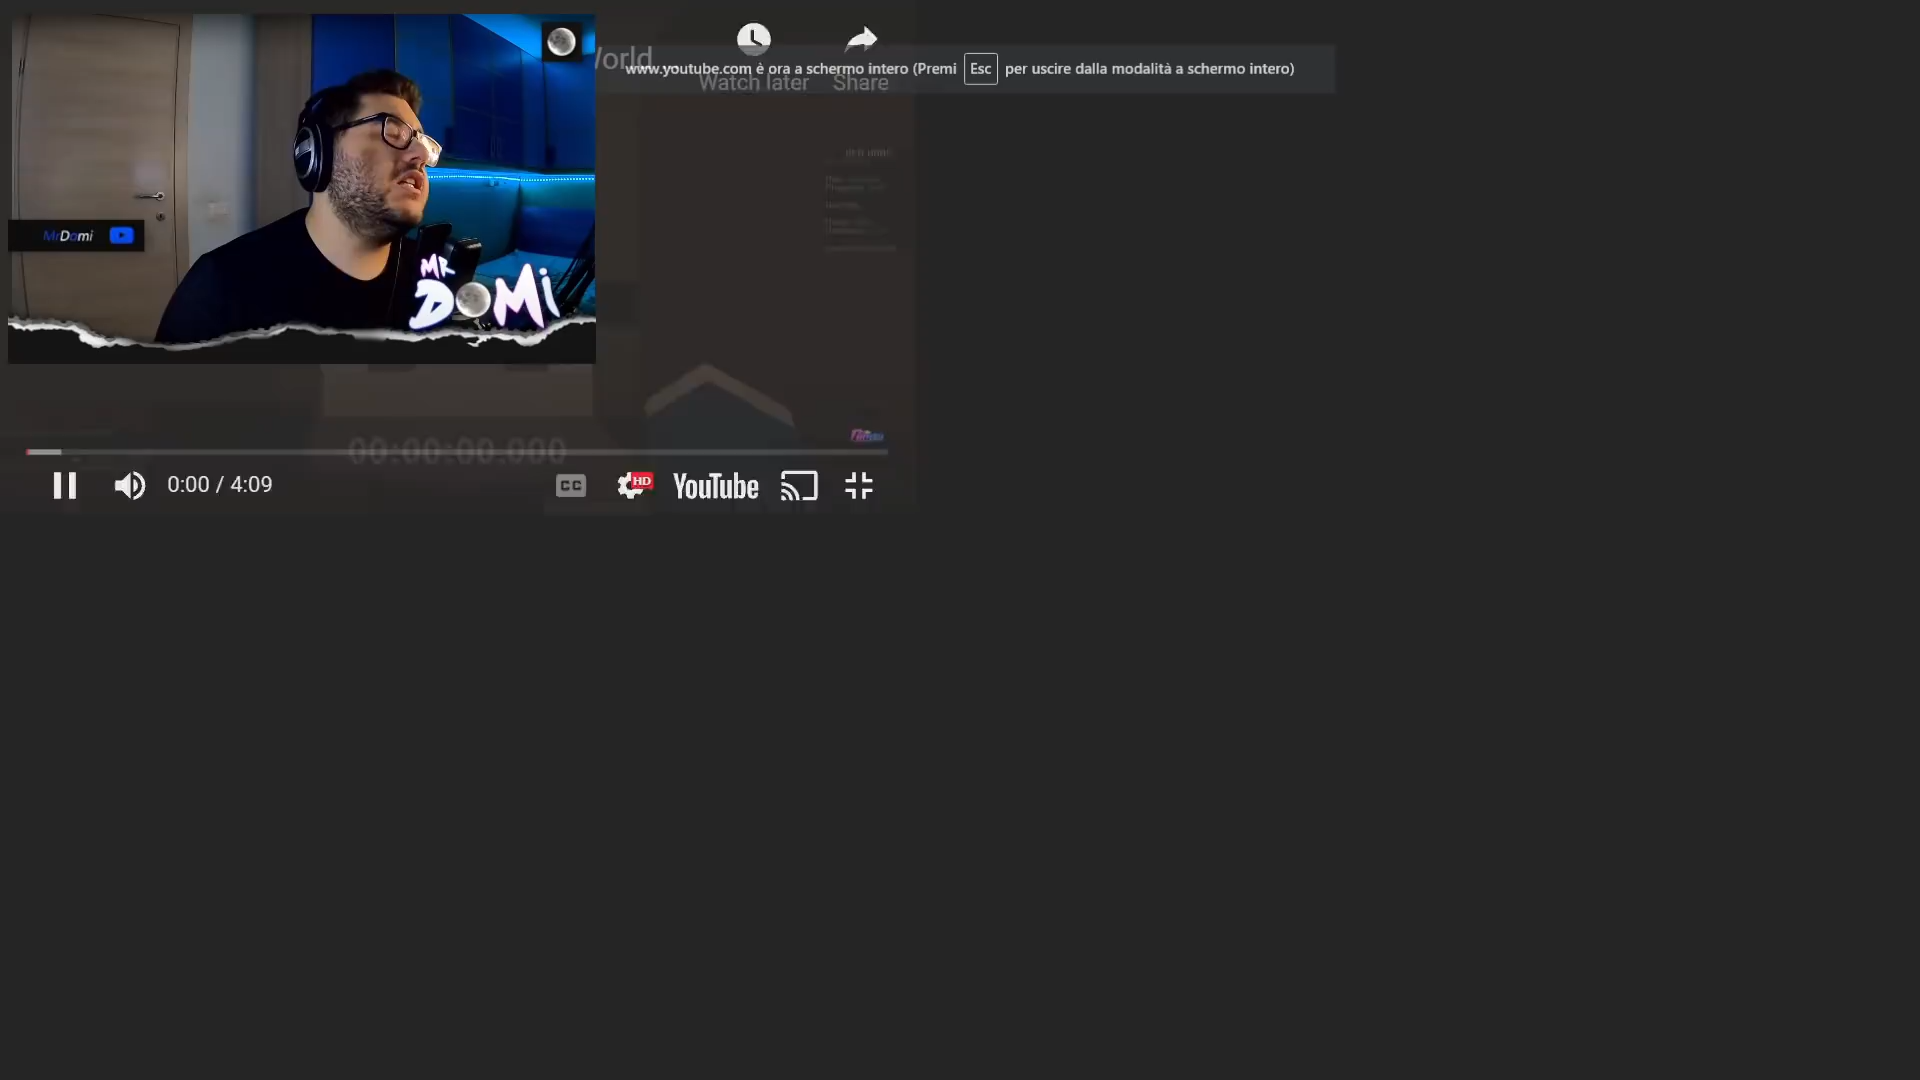 World...
Watch later
Share
www.youtube.com è ora a schermo intero (Premi Esc per uscire dalla modalità a schermo intero)
MrDomi
MR
DOMi
00:00:00.000
0:00 / 4:09
CC
HD
YouTube